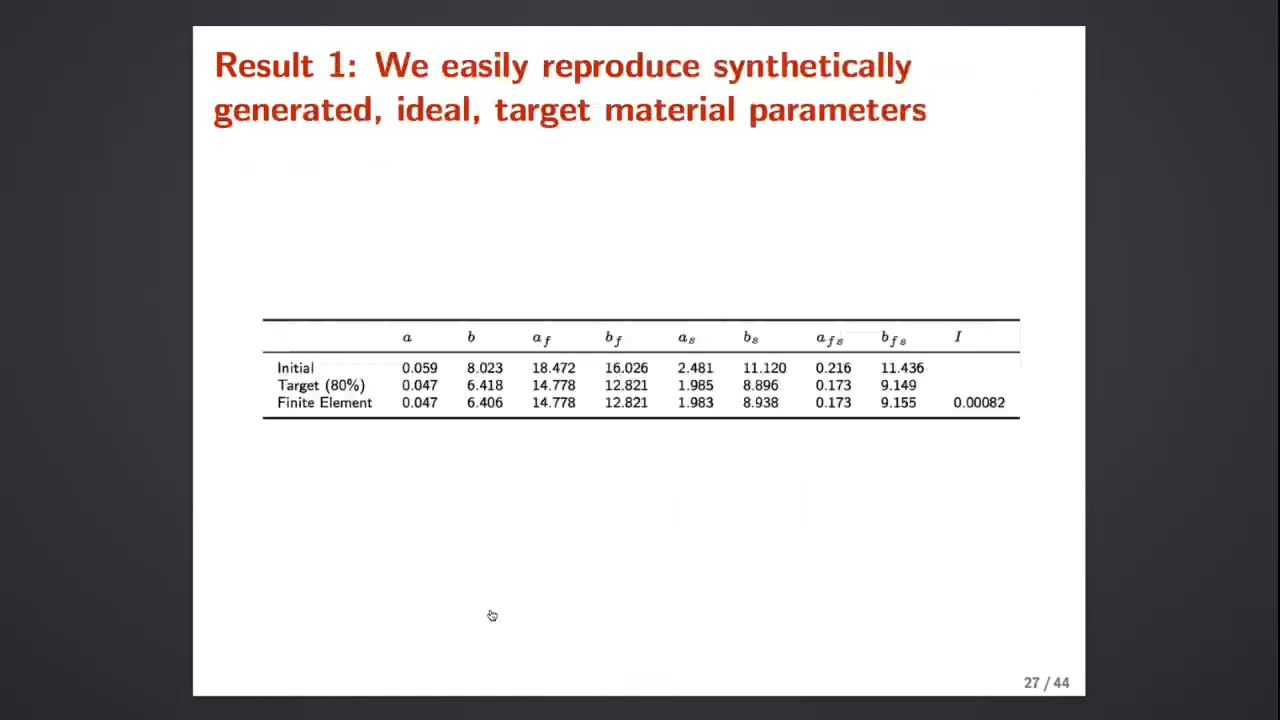 Result 1: We easily reproduce synthetically
generated, ideal, target material parameters
a b a_f b_f a_s b_s a_fs b_fs I
Initial 0.059 8.023 18.472 16.026 2.481 11.120 0.216 11.436
Target (80%) 0.047 6.418 14.778 12.821 1.985 8.896 0.173 9.149
Finite Element 0.047 6.406 14.778 12.821 1.983 8.938 0.173 9.155 0.00082
27 / 44